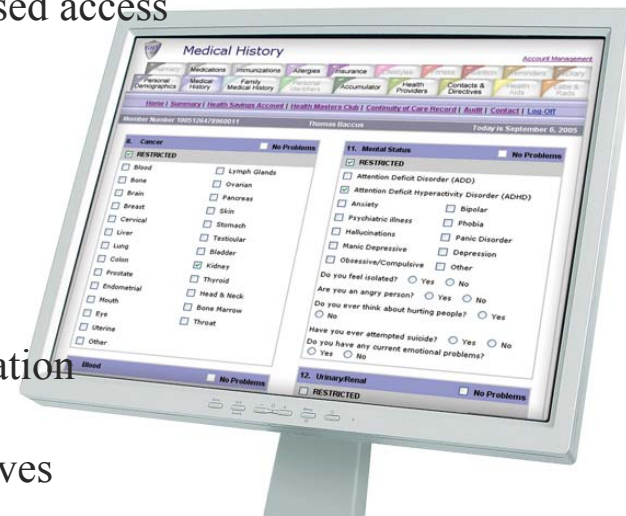 sed access
Medical History
Account Management
Medications Immunizations Allergies Insurance
Personal Demographics Medical History Family Medical History Accumulator Health Providers Contacts & Directives
Home | Summary | Health Savings Account | Health Meeters Club | Continuity of Care Record | Audit | Contact | Log-Off
Member Number Thomas Baccus Today is September 6, 2005
8. Cancer No Problems
RESTRICTED
Blood Lymph Glands
Bone Ovarian
Brain Pancreas
Breast Skin
Cervical Stomach
Liver Testicular
Lung Bladder
Colon Kidney
Prostate Thyroid
Endometrial Head & Neck
Mouth Bone Marrow
Eye Throat
Uterine
Other
Blood No Problems
11. Mental Status No Problems
RESTRICTED
Attention Deficit Disorder (ADD)
Attention Deficit Hyperactivity Disorder (ADHD)
Anxiety Bipolar
Psychiatric illness Phobia
Hallucinations Panic Disorder
Manic Depressive Depression
Obsessive/Compulsive Other
Do you feel isolated? Yes No
Are you an angry person? Yes No
Do you ever think about hurting people? Yes
No
Have you ever attempted suicide? Yes No
Do you have any current emotional problems?
Yes No
12. Urinary/Renal No Problems
RESTRICTED
ation
ves